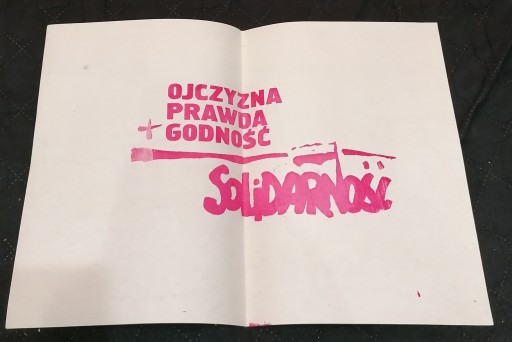 OJCZYZNA
PRAWDA
+ GODNOŚĆ
SOLiDARNOŚĆ